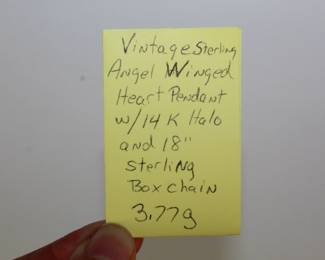 Vintage Sterling
Angel Winged
Heart Pendant
w/14 K Halo
and 18"
sterling
Box chain
3.77g